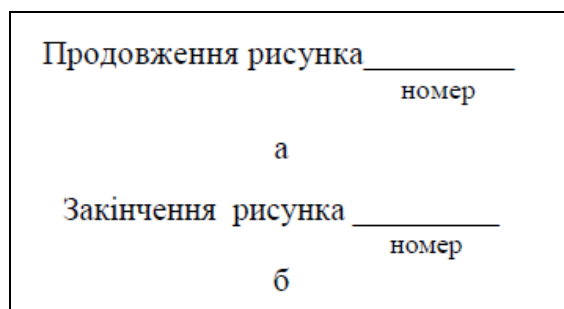 Продовження рисунка_________
номер
а
Закінчення рисунка _________
номер
б